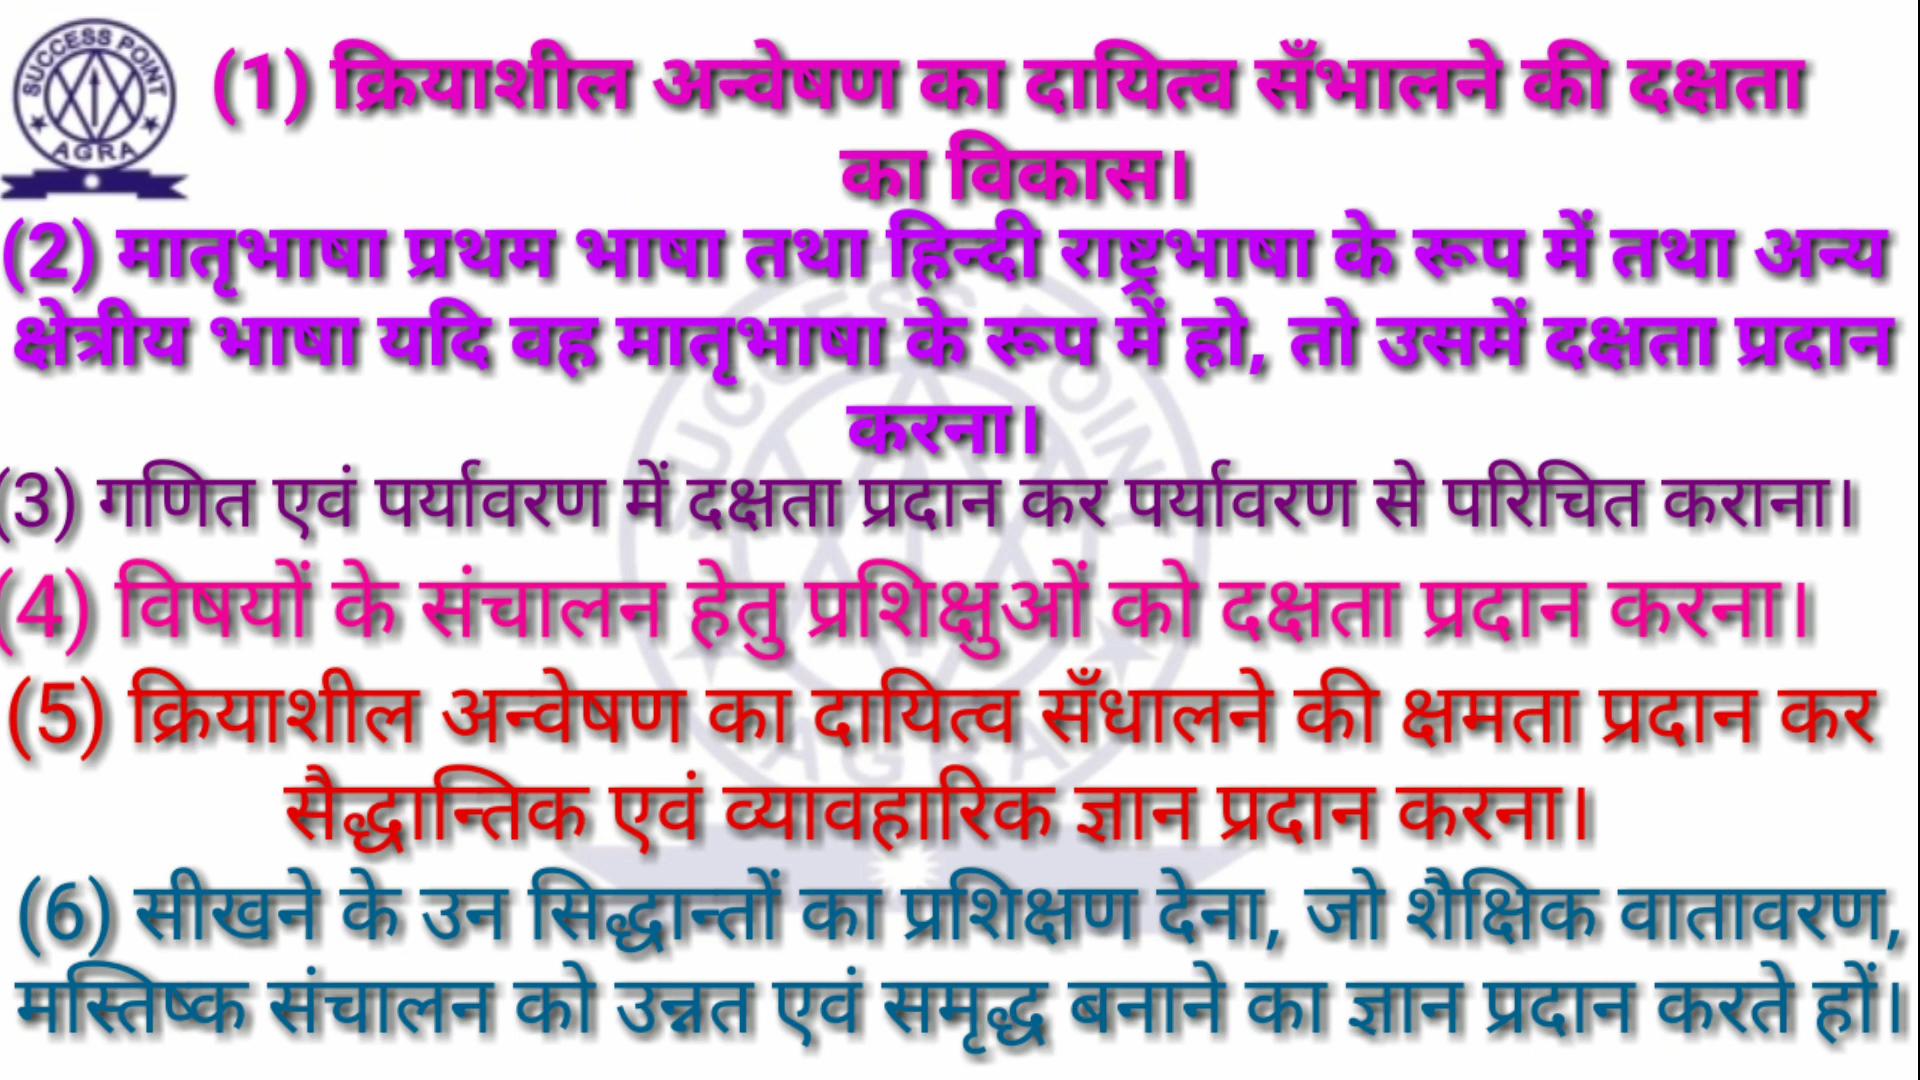 SUCCESS POINT
AGRA
(1) क्रियाशील अन्वेषण का दायित्व सँभालने की दक्षता
का विकास।
(2) मातृभाषा प्रथम भाषा तथा हिन्दी राष्ट्रभाषा के रूप में तथा अन्य
क्षेत्रीय भाषा यदि वह मातृभाषा के रूप में हो, तो उसमें दक्षता प्रदान
करना।
(3) गणित एवं पर्यावरण में दक्षता प्रदान कर पर्यावरण से परिचित कराना।
(4) विषयों के संचालन हेतु प्रशिक्षुओं को दक्षता प्रदान करना।
(5) क्रियाशील अन्वेषण का दायित्व सँधालने की क्षमता प्रदान कर
सैद्धान्तिक एवं व्यावहारिक ज्ञान प्रदान करना।
(6) सीखने के उन सिद्धान्तों का प्रशिक्षण देना, जो शैक्षिक वातावरण,
मस्तिष्क संचालन को उन्नत एवं समृद्ध बनाने का ज्ञान प्रदान करते हों।
SUCCESS POINT
AGRA